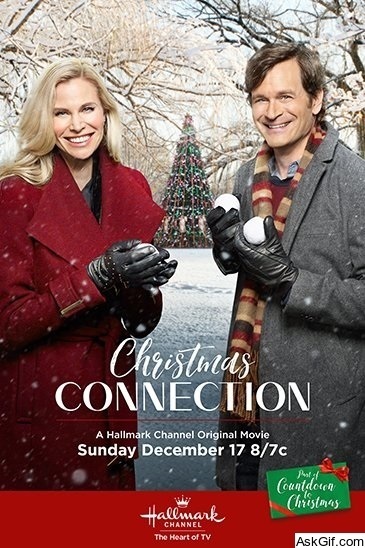 Christmas
CONNECTION
A Hallmark Channel Original Movie
Sunday December 17 8/7c
Part of
Countdown
to
Christmas
Hallmark
CHANNEL
The Heart of TV
AskGif.com